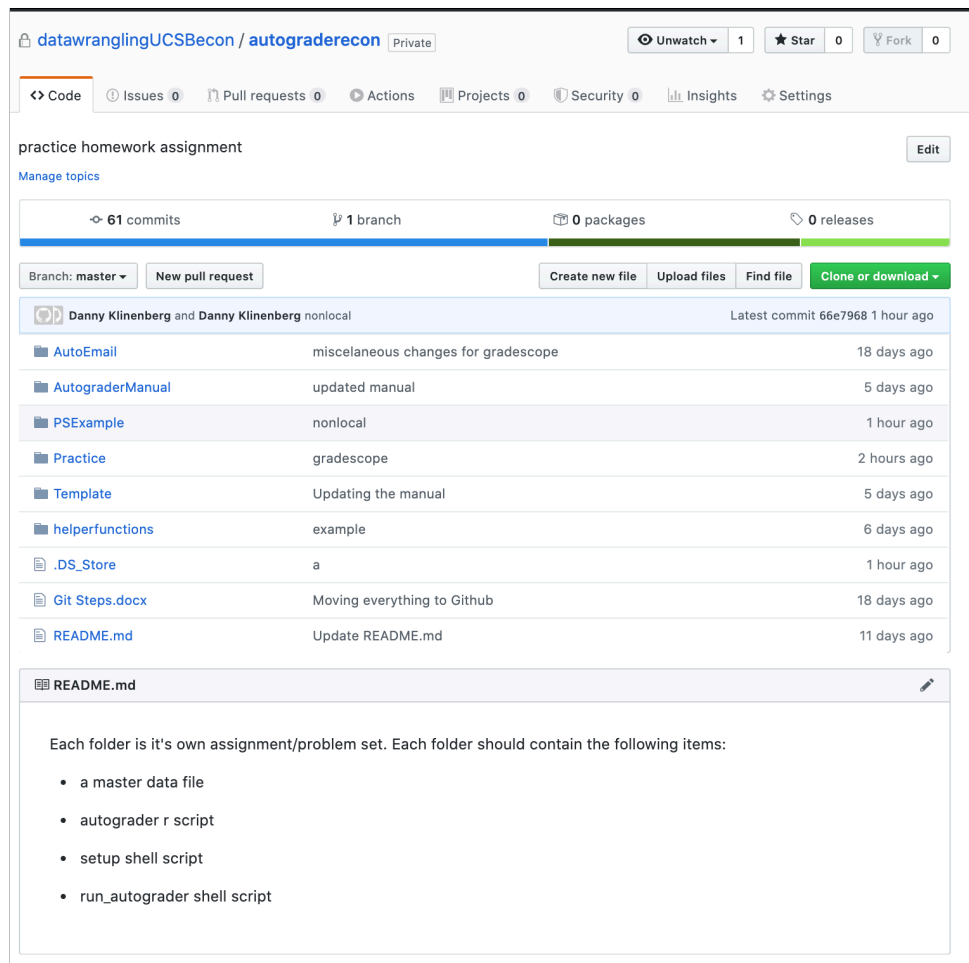 datawranglingUCSBecon / autograderecon Private Unwatch 1 Star 0 Fork 0
Code Issues 0 Pull requests 0 Actions Projects 0 Security 0 Insights Settings
practice homework assignment Edit
Manage topics
61 commits 1 branch 0 packages 0 releases
Branch: master New pull request Create new file Upload files Find file Clone or download
Danny Klinenberg and Danny Klinenberg nonlocal Latest commit 66e7968 1 hour ago
AutoEmail miscelaneous changes for gradescope 18 days ago
AutograderManual updated manual 5 days ago
PSExample nonlocal 1 hour ago
Practice gradescope 2 hours ago
Template Updating the manual 5 days ago
helperfunctions example 6 days ago
.DS_Store a 1 hour ago
Git Steps.docx Moving everything to Github 18 days ago
README.md Update README.md 11 days ago
README.md
Each folder is it's own assignment/problem set. Each folder should contain the following items:
• a master data file
• autograder r script
• setup shell script
• run_autograder shell script